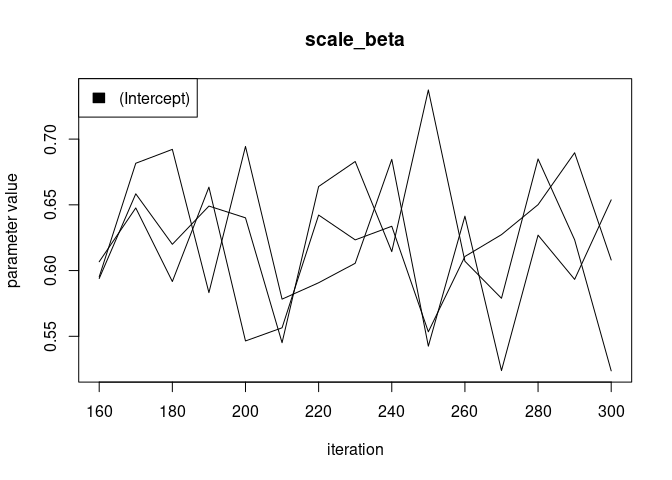 scale_beta
(Intercept)
parameter value
0.70
0.65
0.60
0.55
160 180 200 220 240 260 280 300
iteration